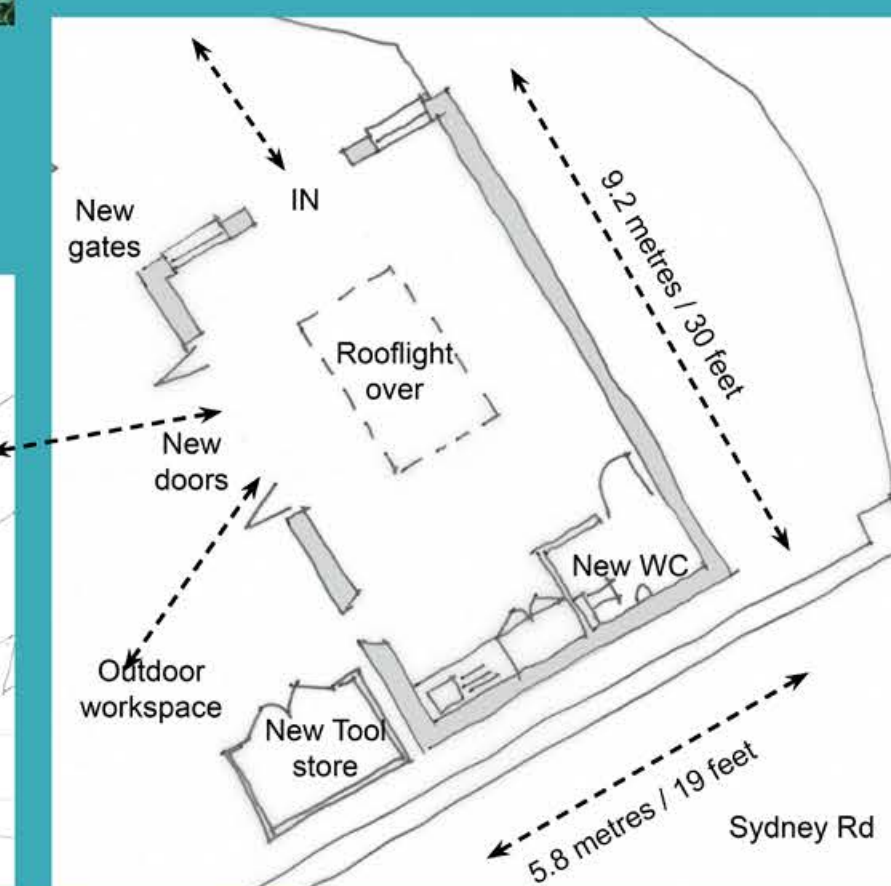 IN
New
gates
9.2 metres / 30 feet
Rooflight
over
New
doors
New WC
Outdoor
workspace
New Tool
store
5.8 metres / 19 feet
Sydney Rd